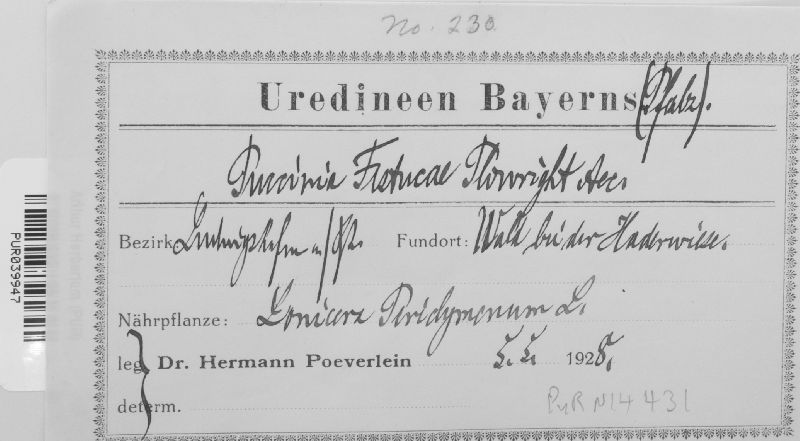 No. 230
Uredineen Bayerns (Pfalz).
Puccinia Festucae Plowright Aec.
Bezirk Ludwigshafen a/Rh. Fundort: Wald bei der Haderwiese.
Nährpflanze: Lonicera Periclymenum L.
leg. Dr. Hermann Poeverlein 5. 5. 1928.
determ.
PUR N14431
PUR039947